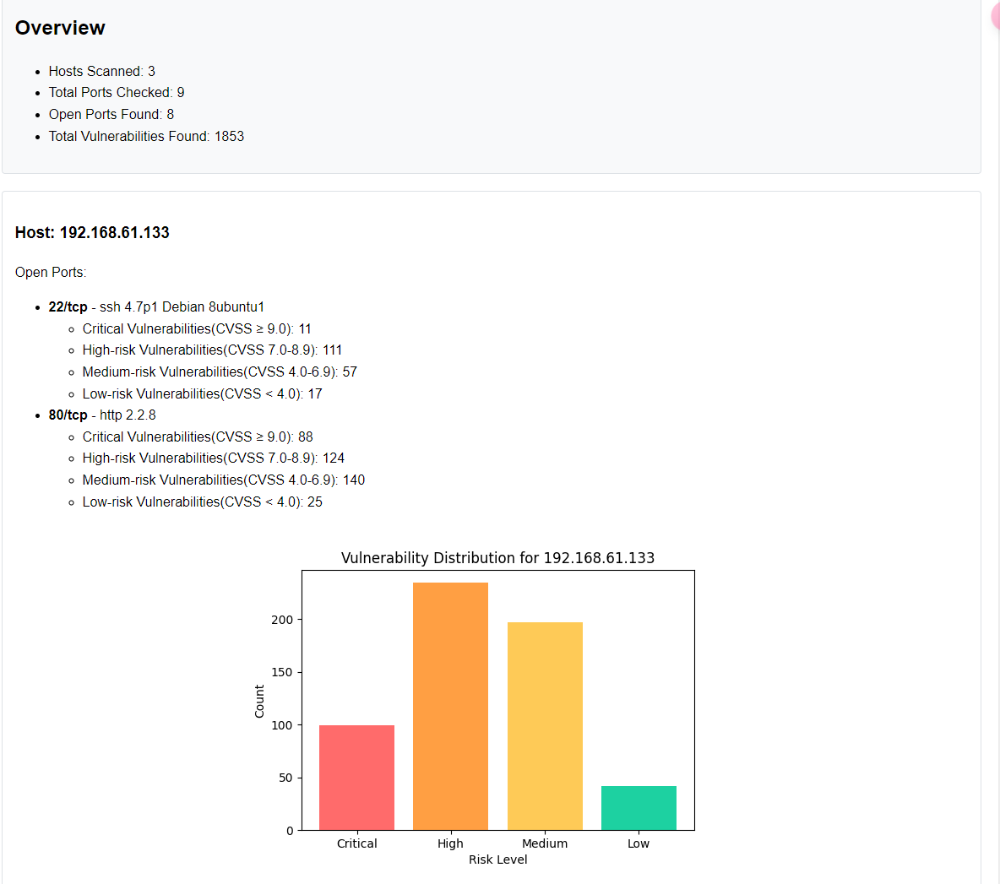 Overview
Hosts Scanned: 3
Total Ports Checked: 9
Open Ports Found: 8
Total Vulnerabilities Found: 1853
Host: 192.168.61.133
Open Ports:
22/tcp - ssh 4.7p1 Debian 8ubuntu1
Critical Vulnerabilities(CVSS ≥ 9.0): 11
High-risk Vulnerabilities(CVSS 7.0-8.9): 111
Medium-risk Vulnerabilities(CVSS 4.0-6.9): 57
Low-risk Vulnerabilities(CVSS < 4.0): 17
80/tcp - http 2.2.8
Critical Vulnerabilities(CVSS ≥ 9.0): 88
High-risk Vulnerabilities(CVSS 7.0-8.9): 124
Medium-risk Vulnerabilities(CVSS 4.0-6.9): 140
Low-risk Vulnerabilities(CVSS < 4.0): 25
Vulnerability Distribution for 192.168.61.133
200
150
100
50
0
Count
Critical High Medium Low
Risk Level